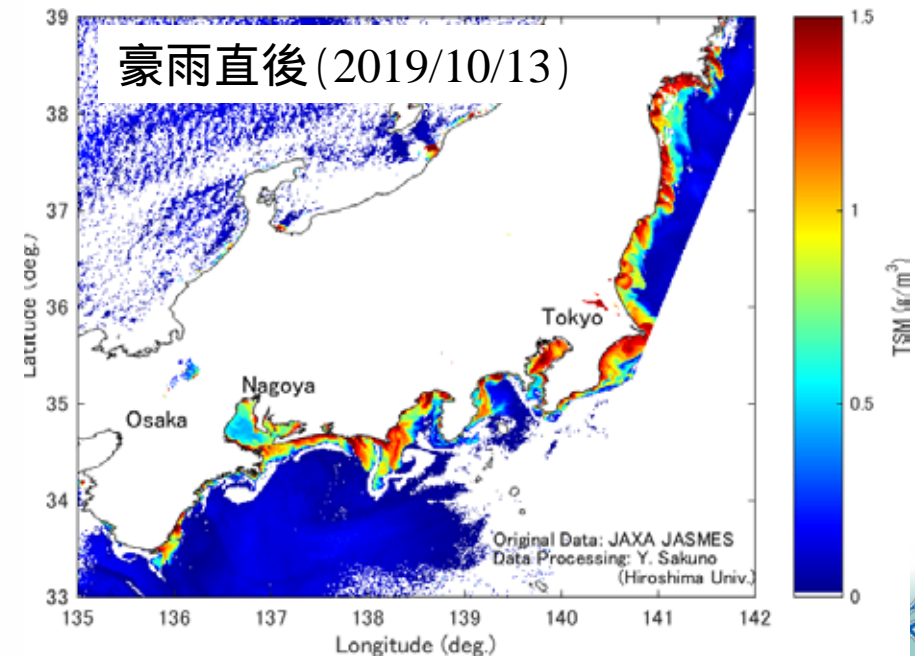 豪雨直後(2019/10/13)
39
38
37
36
35
34
33
Latitude (deg.)
135
136
137
138
139
140
141
142
Longitude (deg.)
Tokyo
Nagoya
Osaka
Original Data: JAXA JASMES
Data Processing: Y. Sakuno
(Hiroshima Univ.)
1.5
1
0.5
0
TSM (g/m³)